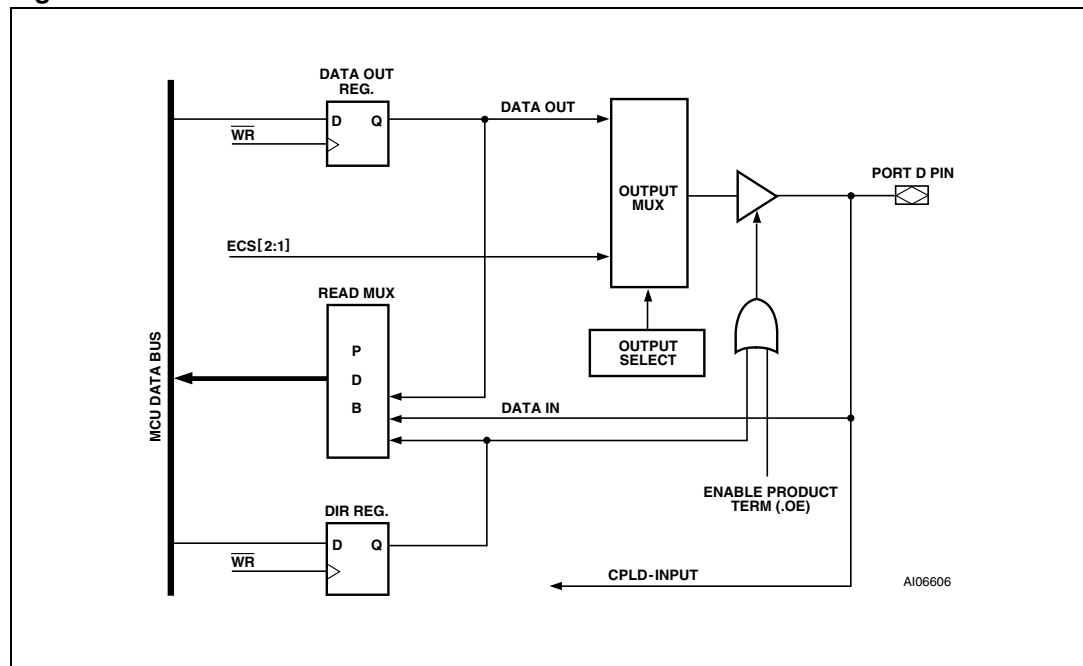 DATA OUT
REG.
D Q
WR
DATA OUT
OUTPUT
MUX
PORT D PIN
ECS[2:1]
READ MUX
P
D
B
OUTPUT
SELECT
MCU DATA BUS
DATA IN
ENABLE PRODUCT
TERM (.OE)
DIR REG.
D Q
WR
CPLD-INPUT
AI06606